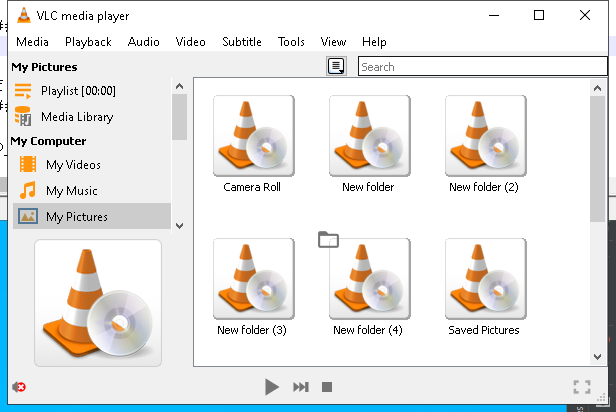 VLC media player
Media Playback Audio Video Subtitle Tools View Help
My Pictures
Search
Playlist [00:00]
Media Library
My Computer
My Videos
My Music
My Pictures
Camera Roll
New folder
New folder (2)
New folder (3)
New folder (4)
Saved Pictures